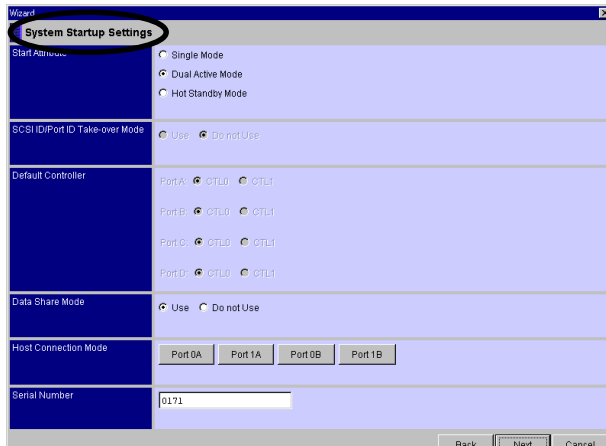 Wizard
System Startup Settings
Start Attribute
Single Mode
Dual Active Mode
Hot Standby Mode
SCSI ID/Port ID Take-over Mode
Use Do not Use
Default Controller
Port A: CTL0 CTL1
Port B: CTL0 CTL1
Port C: CTL0 CTL1
Port D: CTL0 CTL1
Data Share Mode
Use Do not Use
Host Connection Mode
Port 0A Port 1A Port 0B Port 1B
Serial Number
0171
Back Next Cancel